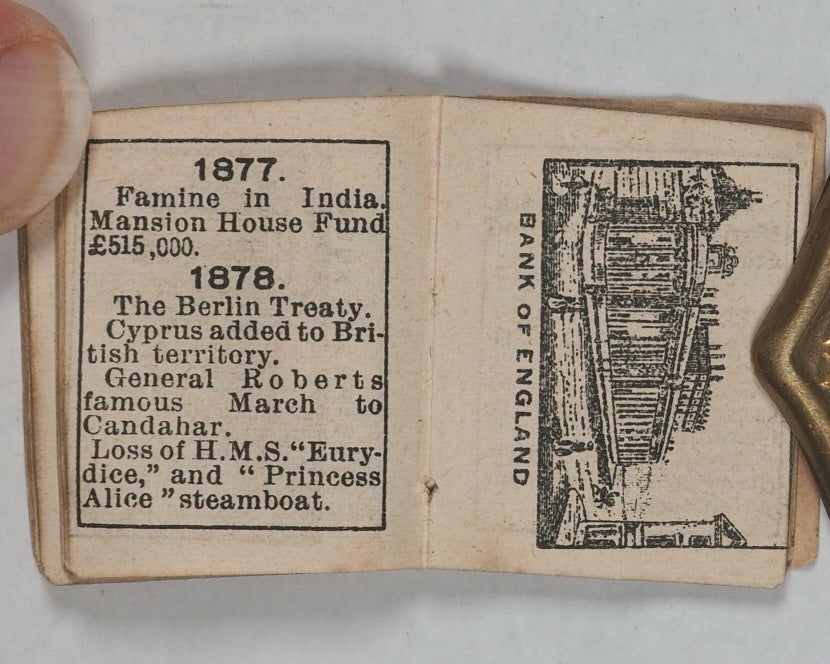 1877.
Famine in India.
Mansion House Fund
£515,000.
1878.
The Berlin Treaty.
Cyprus added to Bri-
tish territory.
General Roberts
famous March to
Candahar.
Loss of H.M.S. “Eury-
dice,” and “ Princess
Alice ” steamboat.
BANK OF ENGLAND